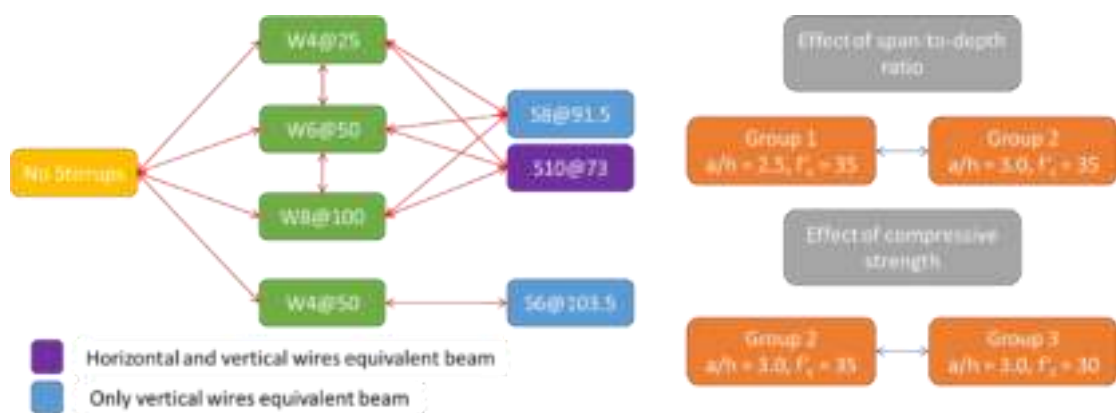 W4@25
W6@50
W8@100
W4@50
No Stirrups
S8@91.5
S10@73
S6@103.5
Horizontal and vertical wires equivalent beam
Only vertical wires equivalent beam
Effect of span-to-depth
ratio
Group 1
a/h = 2.5, f'c = 35
Group 2
a/h = 3.0, f'c = 35
Effect of compressive
strength
Group 2
a/h = 3.0, f'c = 35
Group 3
a/h = 3.0, f'c = 30